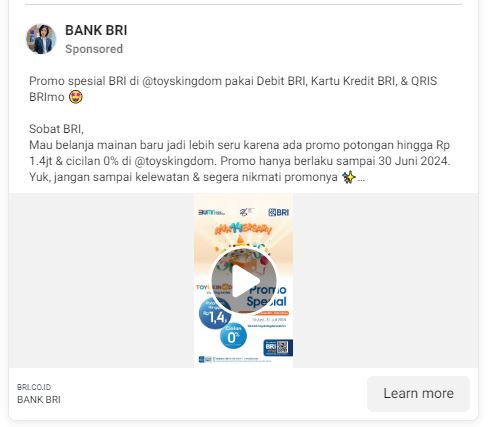 BANK BRI
Sponsored
Promo spesial BRI di @toyskingdom pakai Debit BRI, Kartu Kredit BRI, & QRIS
BRImo 🤩
Sobat BRI,
Mau belanja mainan baru jadi lebih seru karena ada promo potongan hingga Rp
1.4jt & cicilan 0% di @toyskingdom. Promo hanya berlaku sampai 30 Juni 2024.
Yuk, jangan sampai kelewatan & segera nikmati promonya ✨...
BRI
Promo
Spesial
1,4
Cicilan
0%
BRI
BRI.CO.ID
BANK BRI
Learn more